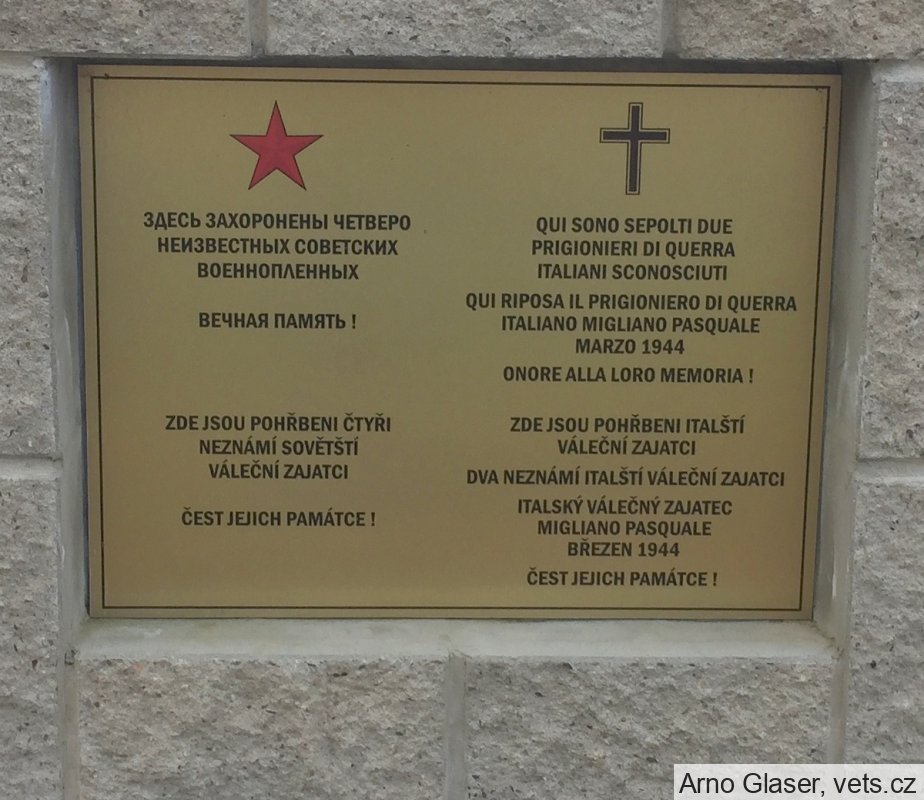 ЗДЕСЬ ЗАХОРОНЕНЫ ЧЕТВЕРО
НЕИЗВЕСТНЫХ СОВЕТСКИХ
ВОЕННОПЛЕННЫХ
ВЕЧНАЯ ПАМЯТЬ !
ZDE JSOU POHŘBENI ČTYŘI
NEZNÁMÍ SOVĚTŠTÍ
VÁLEČNÍ ZAJATCI
ČEST JEJICH PAMÁTCE !
QUI SONO SEPOLTI DUE
PRIGIONIERI DI QUERRA
ITALIANI SCONOSCIUTI
QUI RIPOSA IL PRIGIONIERO DI QUERRA
ITALIANO MIGLIANO PASQUALE
MARZO 1944
ONORE ALLA LORO MEMORIA !
ZDE JSOU POHŘBENI ITALŠTÍ
VÁLEČNÍ ZAJATCI
DVA NEZNÁMÍ ITALŠTÍ VÁLEČNÍ ZAJATCI
ITALSKÝ VÁLEČNÝ ZAJATEC
MIGLIANO PASQUALE
BŘEZEN 1944
ČEST JEJICH PAMÁTCE !
Arno Glaser, vets.cz